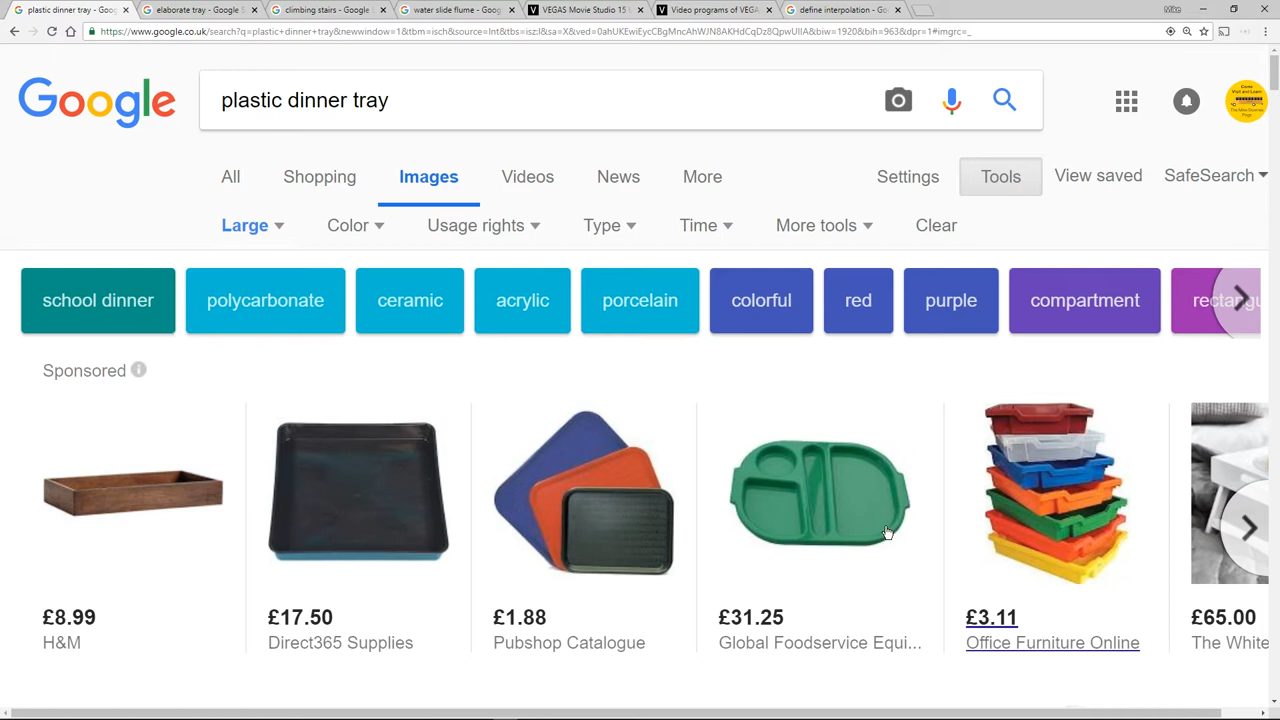 plastic dinner tray - Goog
elaborate tray - Google S
climbing stairs - Google S
water slide flume - Goog
VEGAS Movie Studio 15
Video programs of VEGA
define interpolation - Go
Mike
https://www.google.co.uk/search?q=plastic+dinner+tray&newwindow=1&tbm=isch&source=lnt&tbs=isz:l&sa=X&ved=0ahUKEwiEycCBgMncAhWJN8AKHdCqDz8QpwUIIA&biw=1920&bih=963&dpr=1#imgrc=_
Google
plastic dinner tray
All Shopping Images Videos News More Settings Tools View saved SafeSearch
Large Color Usage rights Type Time More tools Clear
school dinner polycarbonate ceramic acrylic porcelain colorful red purple compartment rectangu
Sponsored
£8.99 £17.50 £1.88 £31.25 £3.11 £65.00
H&M Direct365 Supplies Pubshop Catalogue Global Foodservice Equi... Office Furniture Online The White